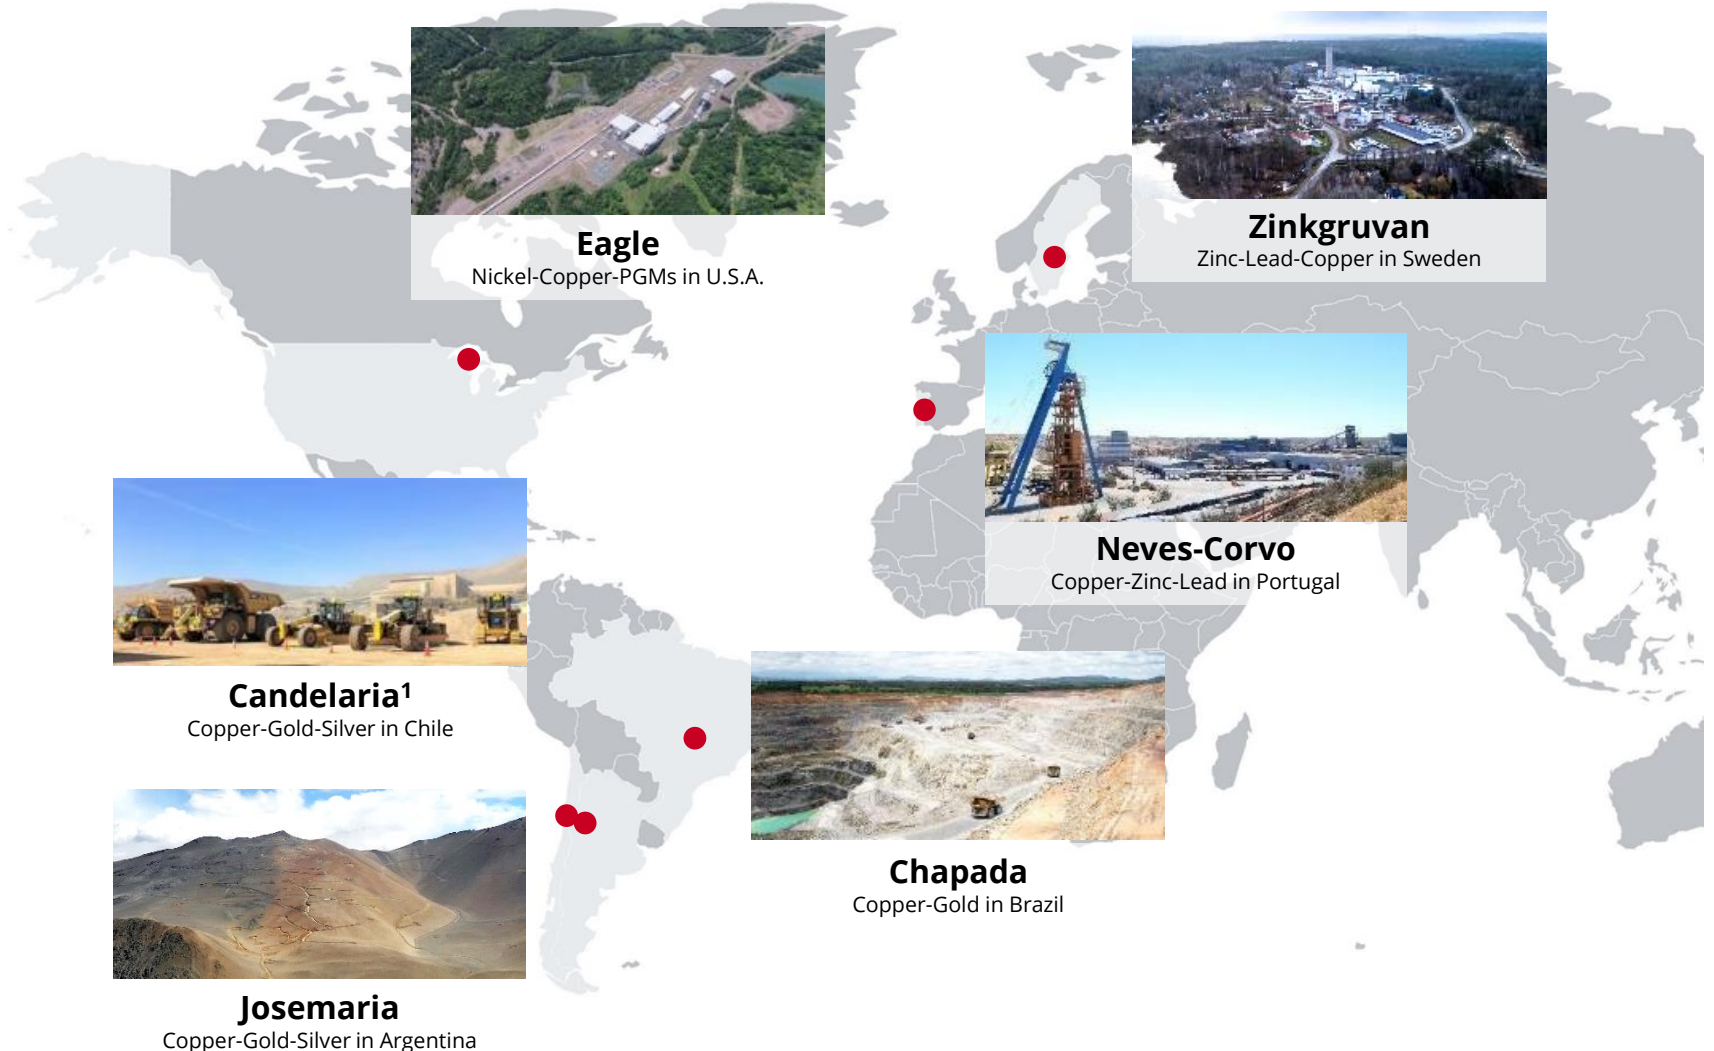 Eagle
Nickel-Copper-PGMs in U.S.A.
Zinkgruvan
Zinc-Lead-Copper in Sweden
Neves-Corvo
Copper-Zinc-Lead in Portugal
Candelaria¹
Copper-Gold-Silver in Chile
Chapada
Copper-Gold in Brazil
Josemaria
Copper-Gold-Silver in Argentina